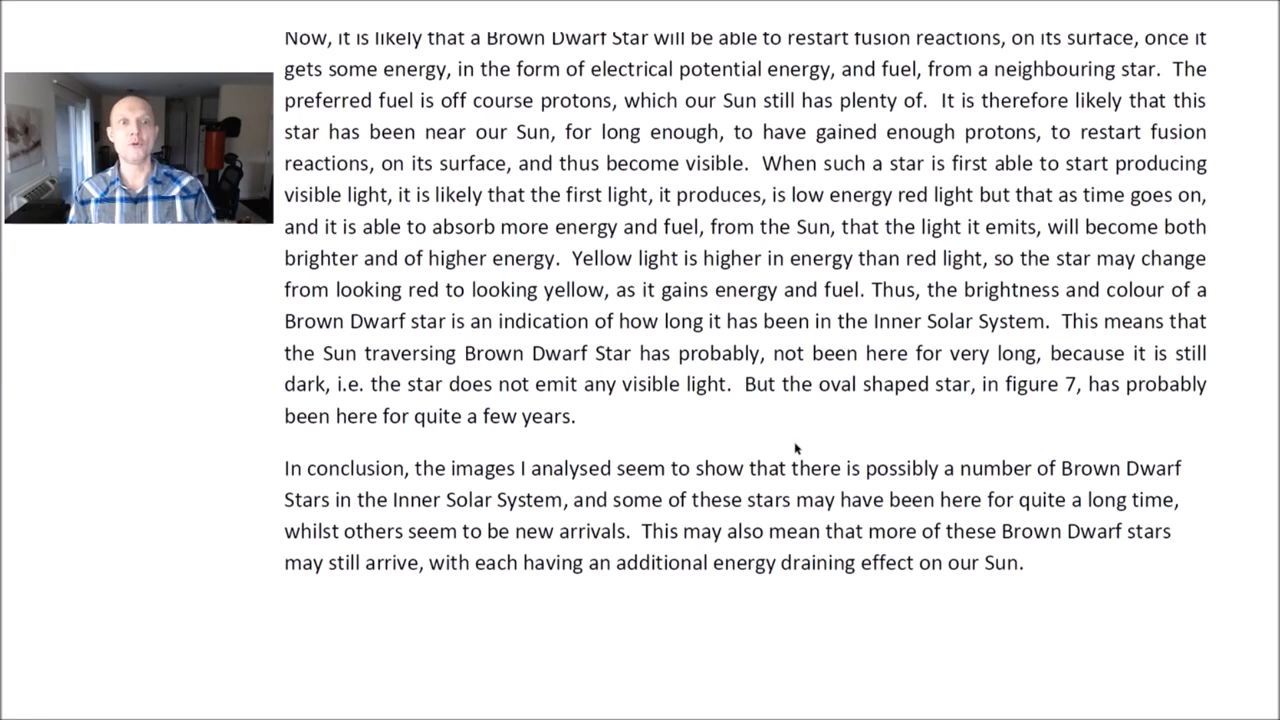 Now, it is likely that a Brown Dwarf Star will be able to restart fusion reactions, on its surface, once it
gets some energy, in the form of electrical potential energy, and fuel, from a neighbouring star.  The
preferred fuel is off course protons, which our Sun still has plenty of.  It is therefore likely that this
star has been near our Sun, for long enough, to have gained enough protons, to restart fusion
reactions, on its surface, and thus become visible.  When such a star is first able to start producing
visible light, it is likely that the first light, it produces, is low energy red light but that as time goes on,
and it is able to absorb more energy and fuel, from the Sun, that the light it emits, will become both
brighter and of higher energy.  Yellow light is higher in energy than red light, so the star may change
from looking red to looking yellow, as it gains energy and fuel. Thus, the brightness and colour of a
Brown Dwarf star is an indication of how long it has been in the Inner Solar System.  This means that
the Sun traversing Brown Dwarf Star has probably, not been here for very long, because it is still
dark, i.e. the star does not emit any visible light.  But the oval shaped star, in figure 7, has probably
been here for quite a few years.
In conclusion, the images I analysed seem to show that there is possibly a number of Brown Dwarf
Stars in the Inner Solar System, and some of these stars may have been here for quite a long time,
whilst others seem to be new arrivals.  This may also mean that more of these Brown Dwarf stars
may still arrive, with each having an additional energy draining effect on our Sun.